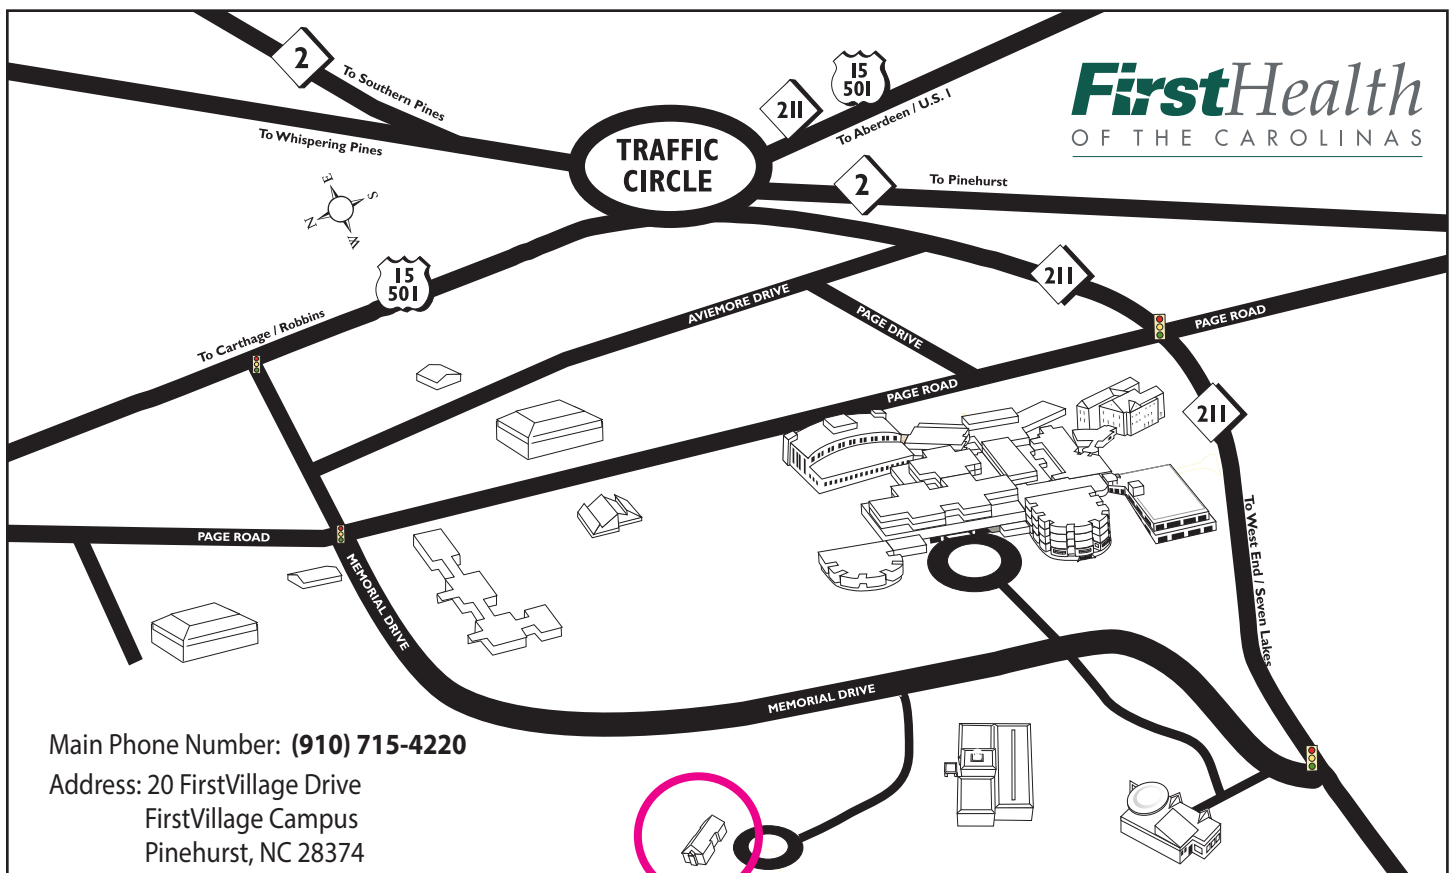 2
To Southern Pines
To Whispering Pines
TRAFFIC
CIRCLE
211
15
501
To Aberdeen / U.S. 1
FirstHealth
OF THE CAROLINAS
2
To Pinehurst
E
S
N
W
15
501
To Carthage / Robbins
211
AVIEMORE DRIVE
PAGE DRIVE
PAGE ROAD
PAGE ROAD
211
PAGE ROAD
MEMORIAL DRIVE
To West End / Seven Lakes
MEMORIAL DRIVE
Main Phone Number: (910) 715-4220
Address: 20 FirstVillage Drive
FirstVillage Campus
Pinehurst, NC 28374